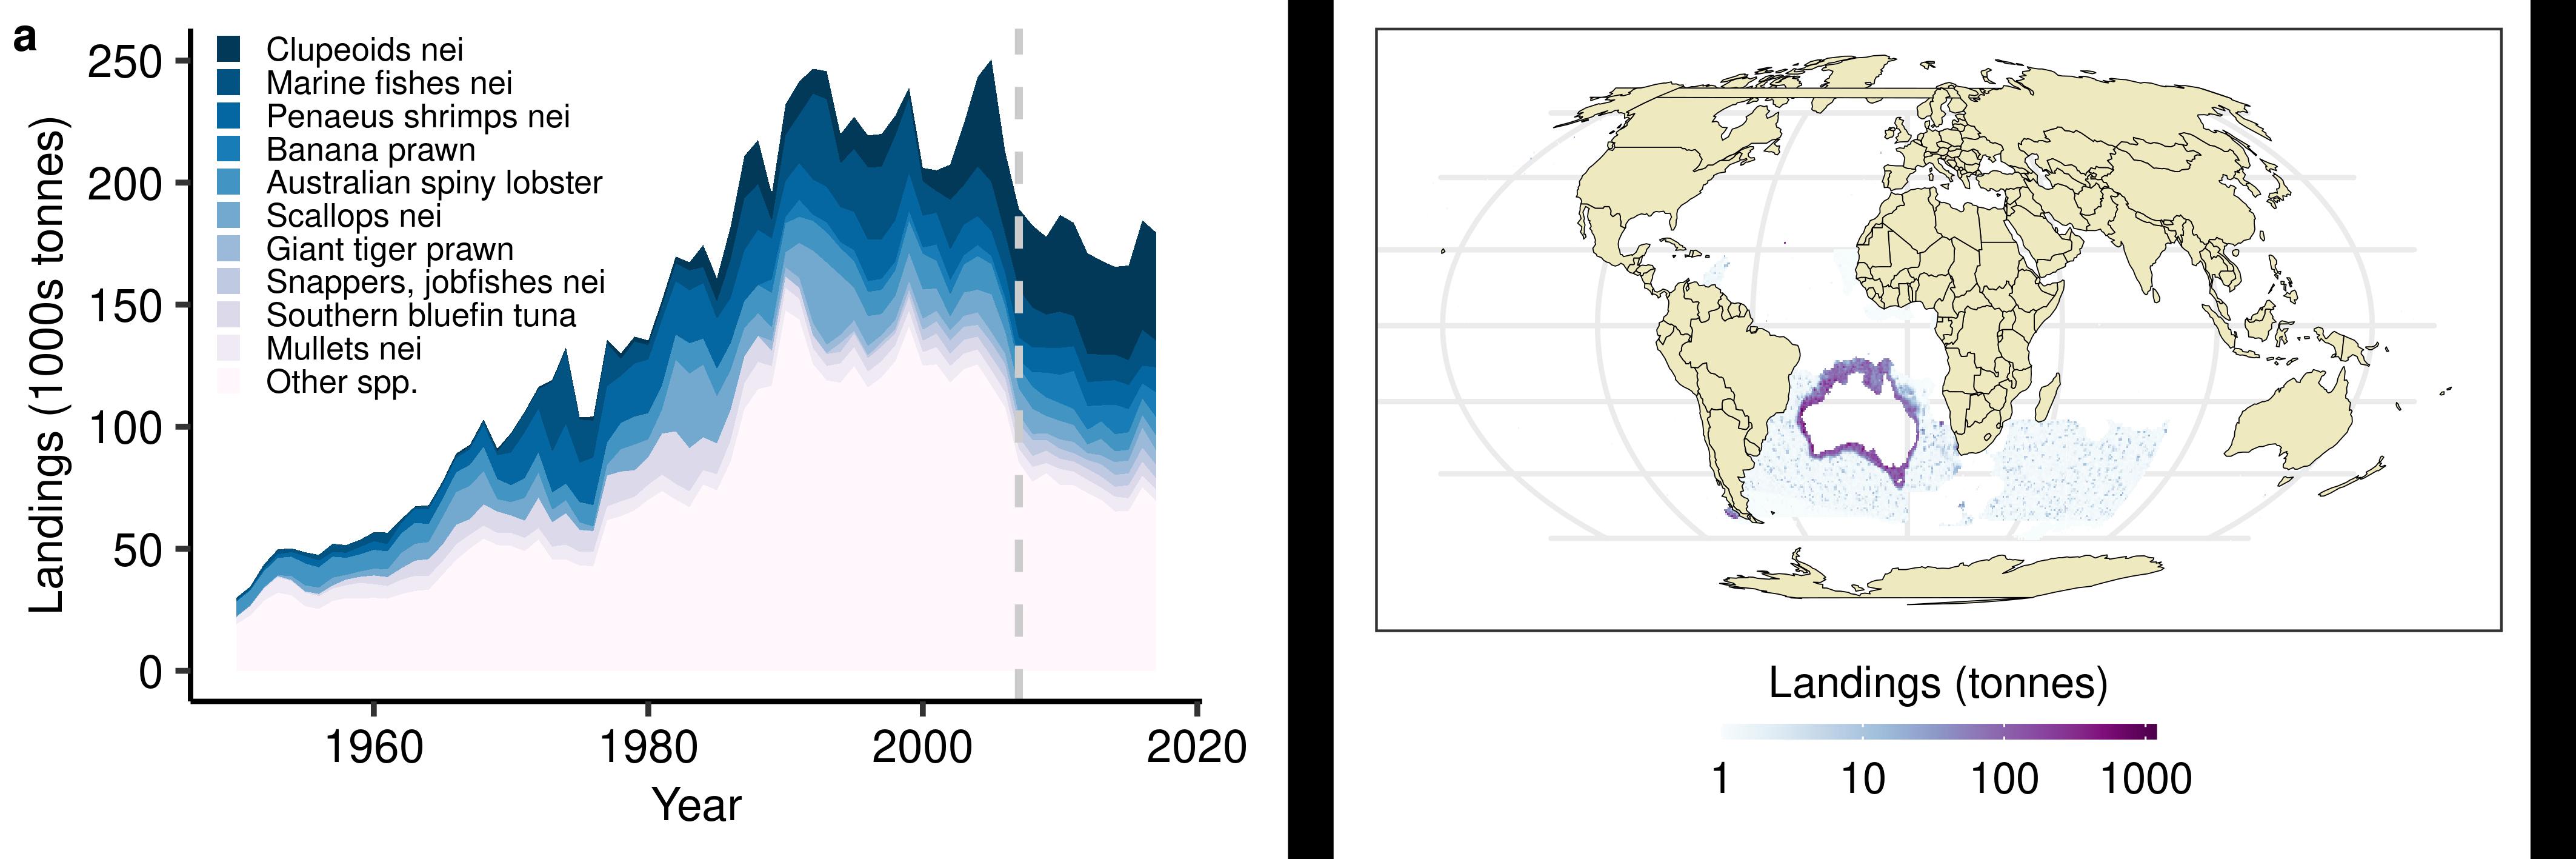 a
250
200
150
100
50
0
Landings (1000s tonnes)
Clupeoids nei
Marine fishes nei
Penaeus shrimps nei
Banana prawn
Australian spiny lobster
Scallops nei
Giant tiger prawn
Snappers, jobfishes nei
Southern bluefin tuna
Mullets nei
Other spp.
1960 1980 2000 2020
Year
Landings (tonnes)
1 10 100 1000